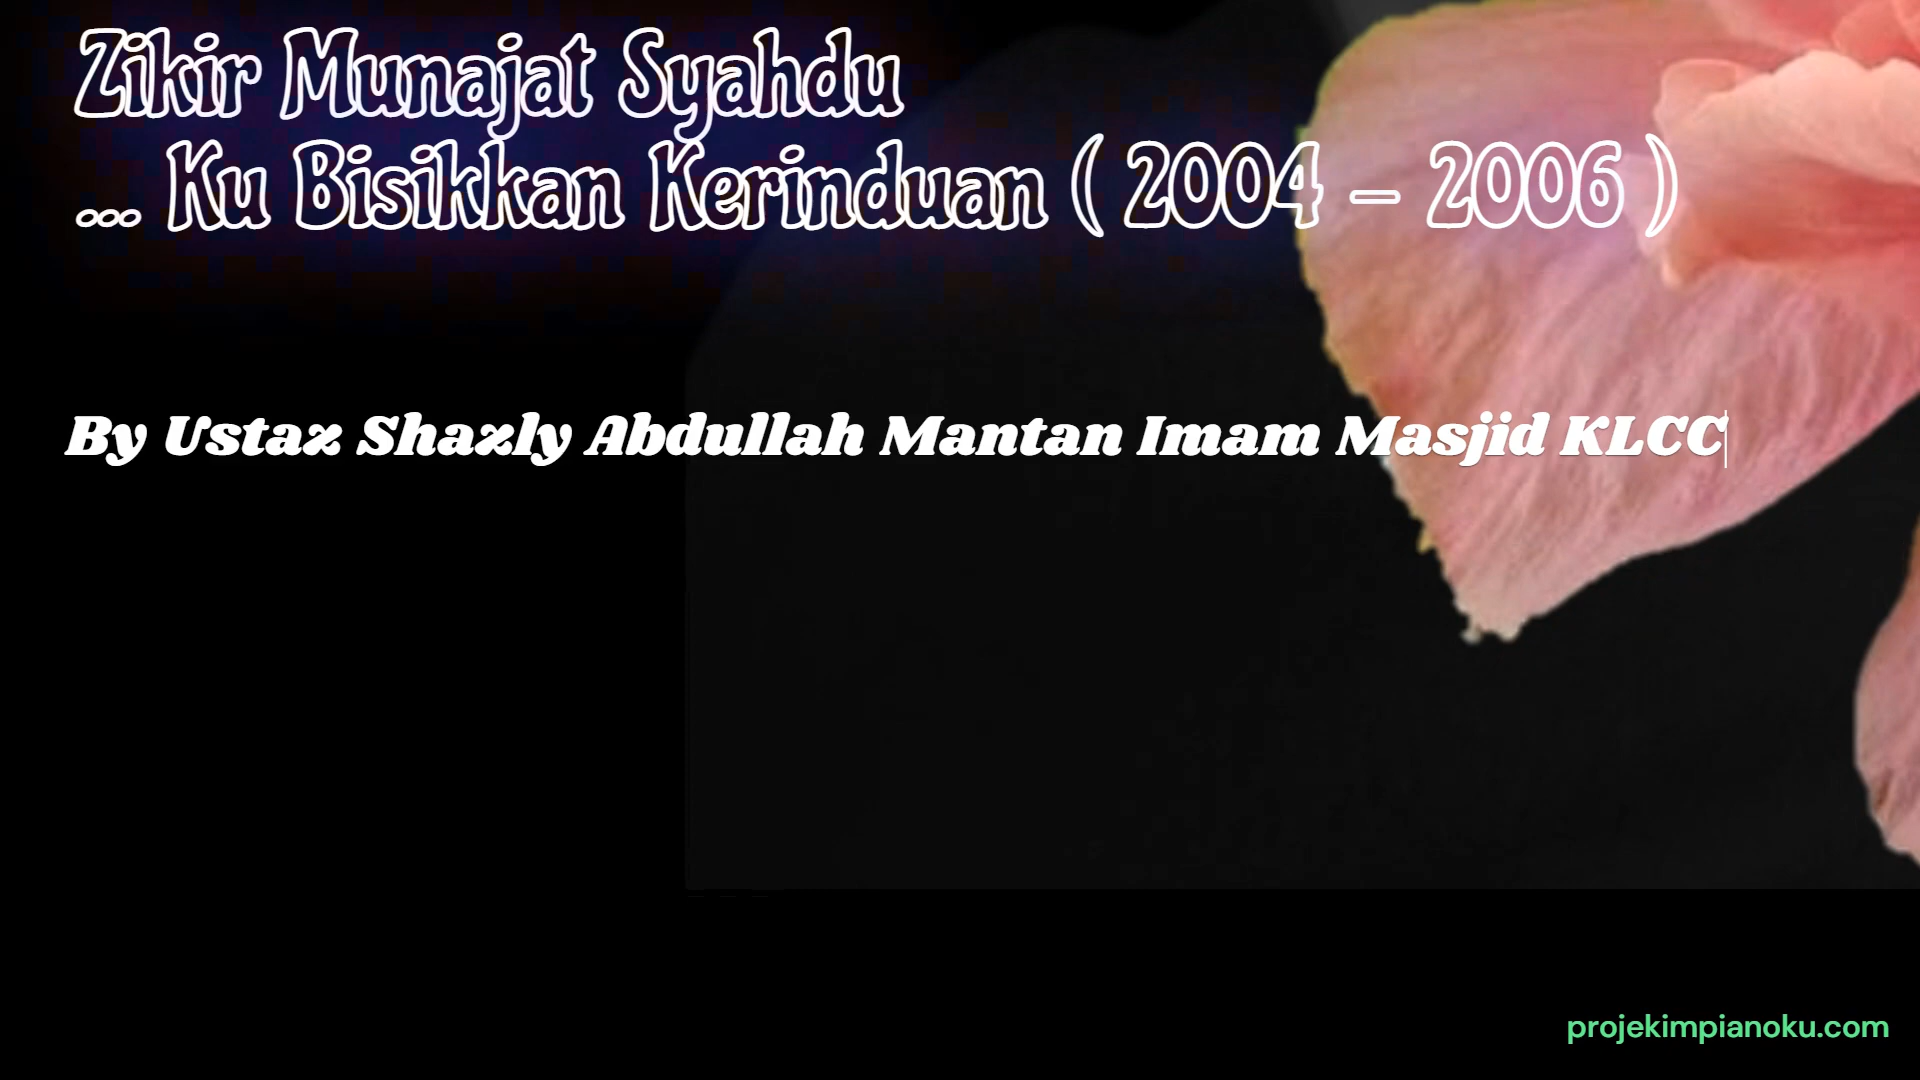 Zikir Munajat Syahdu
... Ku Bisikkan Kerinduan ( 2004 - 2006 )
By Ustaz Shazly Abdullah Mantan Imam Masjid KLCC
projekimpianoku.com